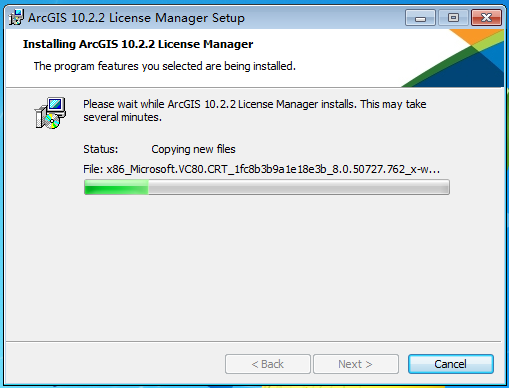 ArcGIS 10.2.2 License Manager Setup
Installing ArcGIS 10.2.2 License Manager
The program features you selected are being installed.
Please wait while ArcGIS 10.2.2 License Manager installs. This may take
several minutes.
Status: Copying new files
File: x86_Microsoft.VC80.CRT_1fc8b3b9a1e18e3b_8.0.50727.762_x-w...
< Back Next > Cancel